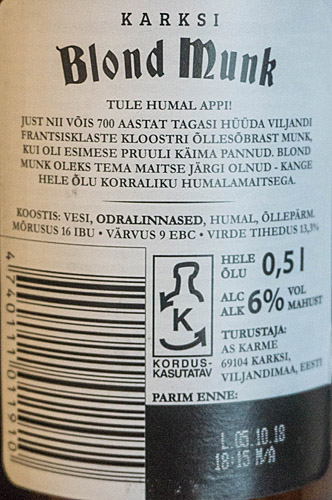 KARKSI
Blond Munk
TULE HUMAL APPI!
JUST NII VÕIS 700 AASTAT TAGASI HÜÜDA VILJANDI
FRANTSISKLASTE KLOOSTRI ÕLLESÕBRAST MUNK,
KUI OLI ESIMESE PRUULI KÄIMA PANNUD. BLOND
MUNK OLEKS TEMA MAITSE JÄRGI OLNUD - KANGE
HELE ÕLU KORRALIKU HUMALAMAITSEGA.
KOOSTIS: VESI, ODRALINNASED, HUMAL, ÕLLEPÄRM.
MÕRUSUS 16 IBU • VÄRVUS 9 EBC • VIRDE TIHEDUS 13,3%
4740111011910
K
KORDUS-
KASUTATAV
HELE
ÕLU 0,5 l
ALC
ALK 6% VOL
MAHUST
TURUSTAJA:
AS KARME
69104 KARKSI,
VILJANDIMAA, EESTI
PARIM ENNE:
L.05.10.18
18:15 M/A